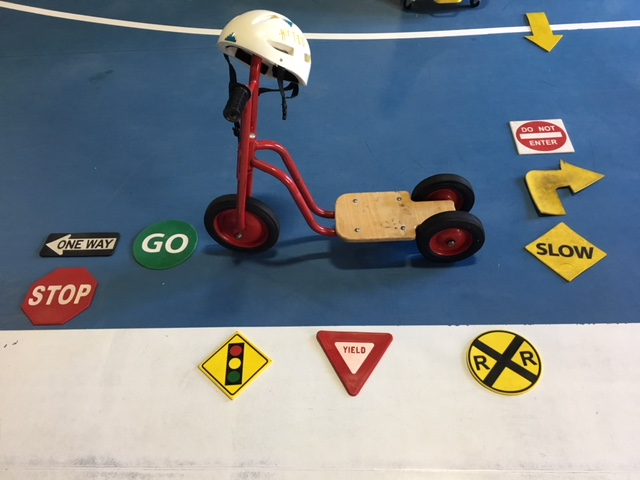 DO NOT
ENTER
ONE WAY
GO
SLOW
STOP
YIELD
R R